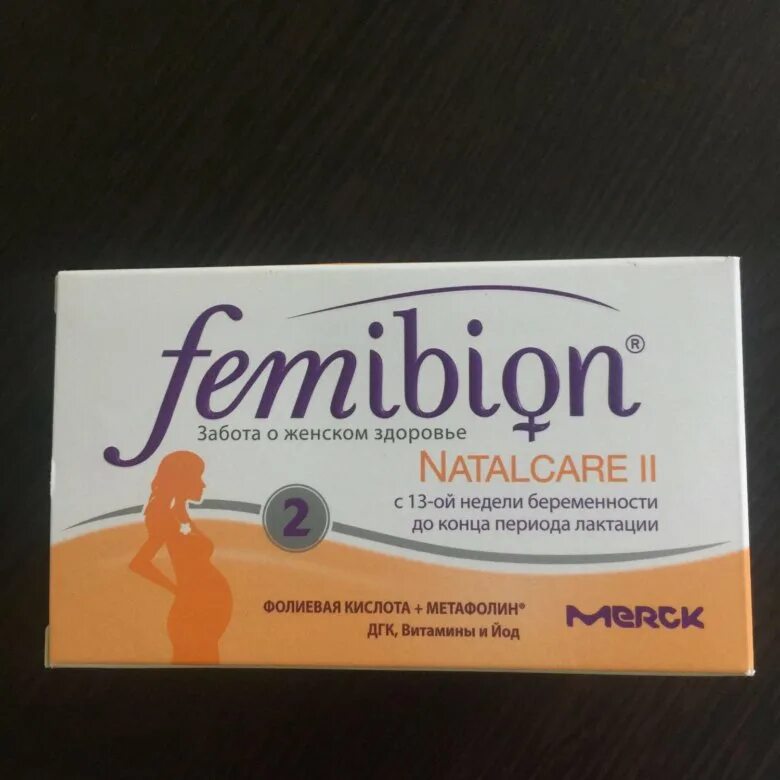 femibion®
Забота о женском здоровье
NATALCARE II
2
с 13-ой недели беременности
до конца периода лактации
ФОЛИЕВАЯ КИСЛОТА + МЕТАФОЛИН®
ДГК, Витамины и Йод
MERCK